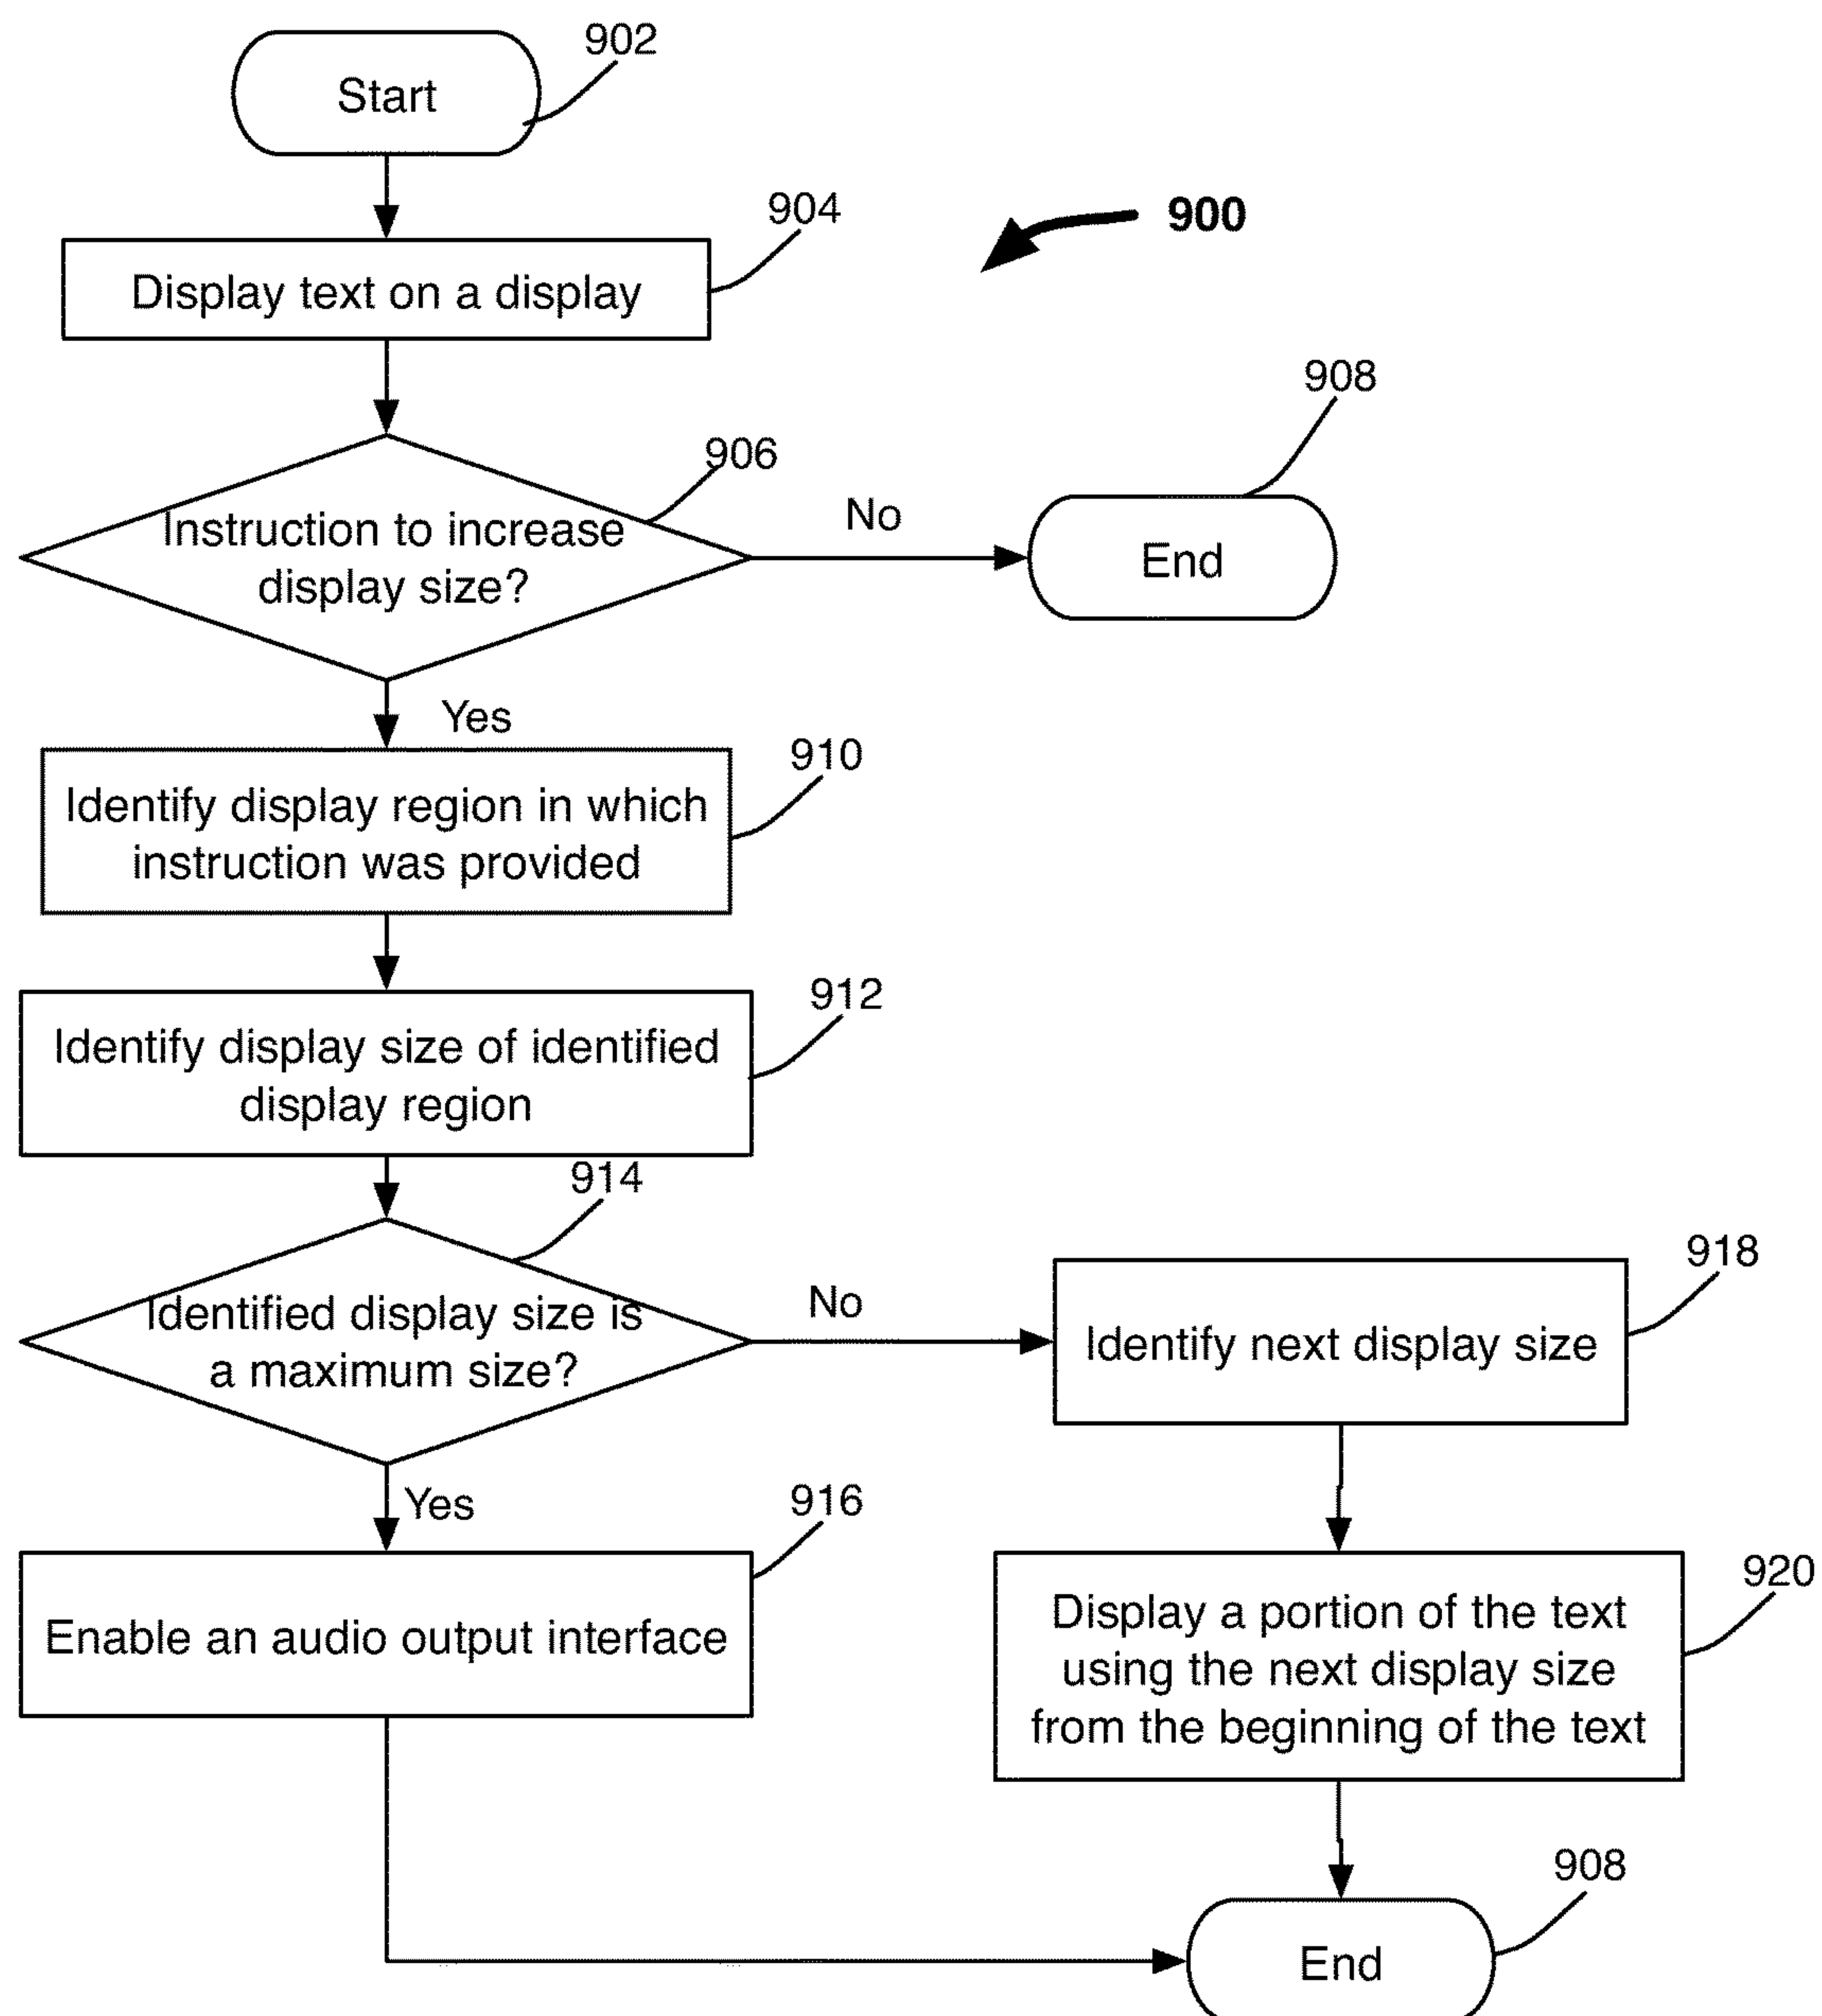 902
Start
904
900
Display text on a display
908
906
Instruction to increase
display size?
No
End
Yes
910
Identify display region in which
instruction was provided
912
Identify display size of identified
display region
914
918
Identified display size is
a maximum size?
No
Identify next display size
Yes
916
Enable an audio output interface
920
Display a portion of the text
using the next display size
from the beginning of the text
908
End